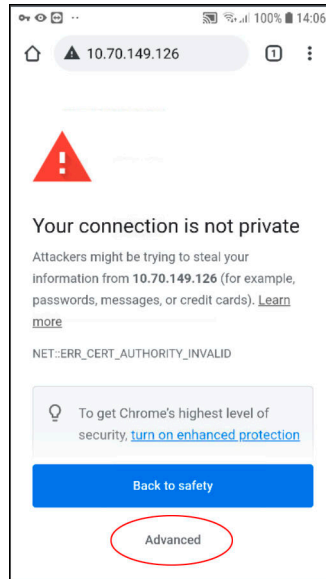 100% 14:06
10.70.149.126 1
Your connection is not private
Attackers might be trying to steal your
information from 10.70.149.126 (for example,
passwords, messages, or credit cards). Learn
more
NET::ERR_CERT_AUTHORITY_INVALID
To get Chrome's highest level of
security, turn on enhanced protection
Back to safety
Advanced